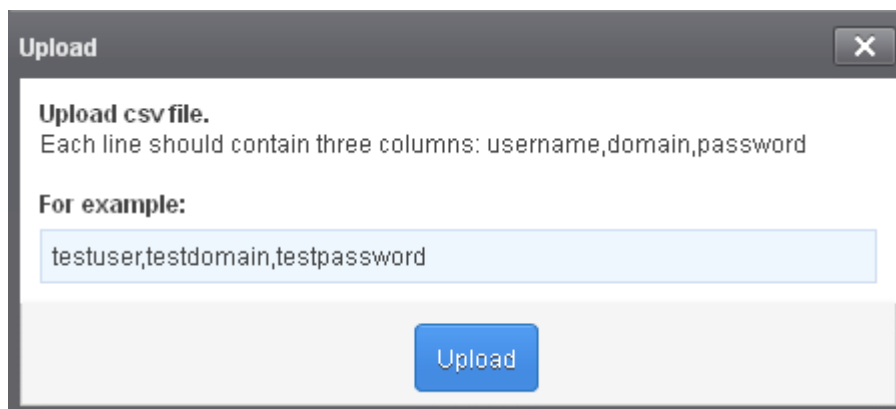 Upload
Upload csv file.
Each line should contain three columns: username,domain,password
For example:
testuser,testdomain,testpassword
Upload